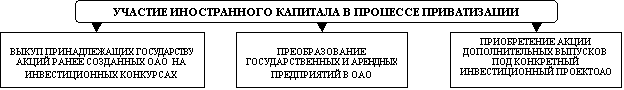 УЧАСТИЕ ИНОСТРАННОГО КАПИТАЛА В ПРОЦЕССЕ ПРИВАТИЗАЦИИ
ВЫКУП ПРИНАДЛЕЖАЩИХ ГОСУДАРСТВУ
АКЦИЙ РАНЕЕ СОЗДАННЫХ ОАО НА
ИНВЕСТИЦИОННЫХ КОНКУРСАХ
ПРЕОБРАЗОВАНИЕ
ГОСУДАРСТВЕННЫХ И АРЕНДНЫХ
ПРЕДПРИЯТИЙ В ОАО
ПРИОБРЕТЕНИЕ АКЦИИ
ДОПОЛНИТЕЛЬНЫХ ВЫПУСКОВ
ПОД КОНКРЕТНЫЙ
ИНВЕСТИЦИОННЫЙ ПРОЕКТОАО